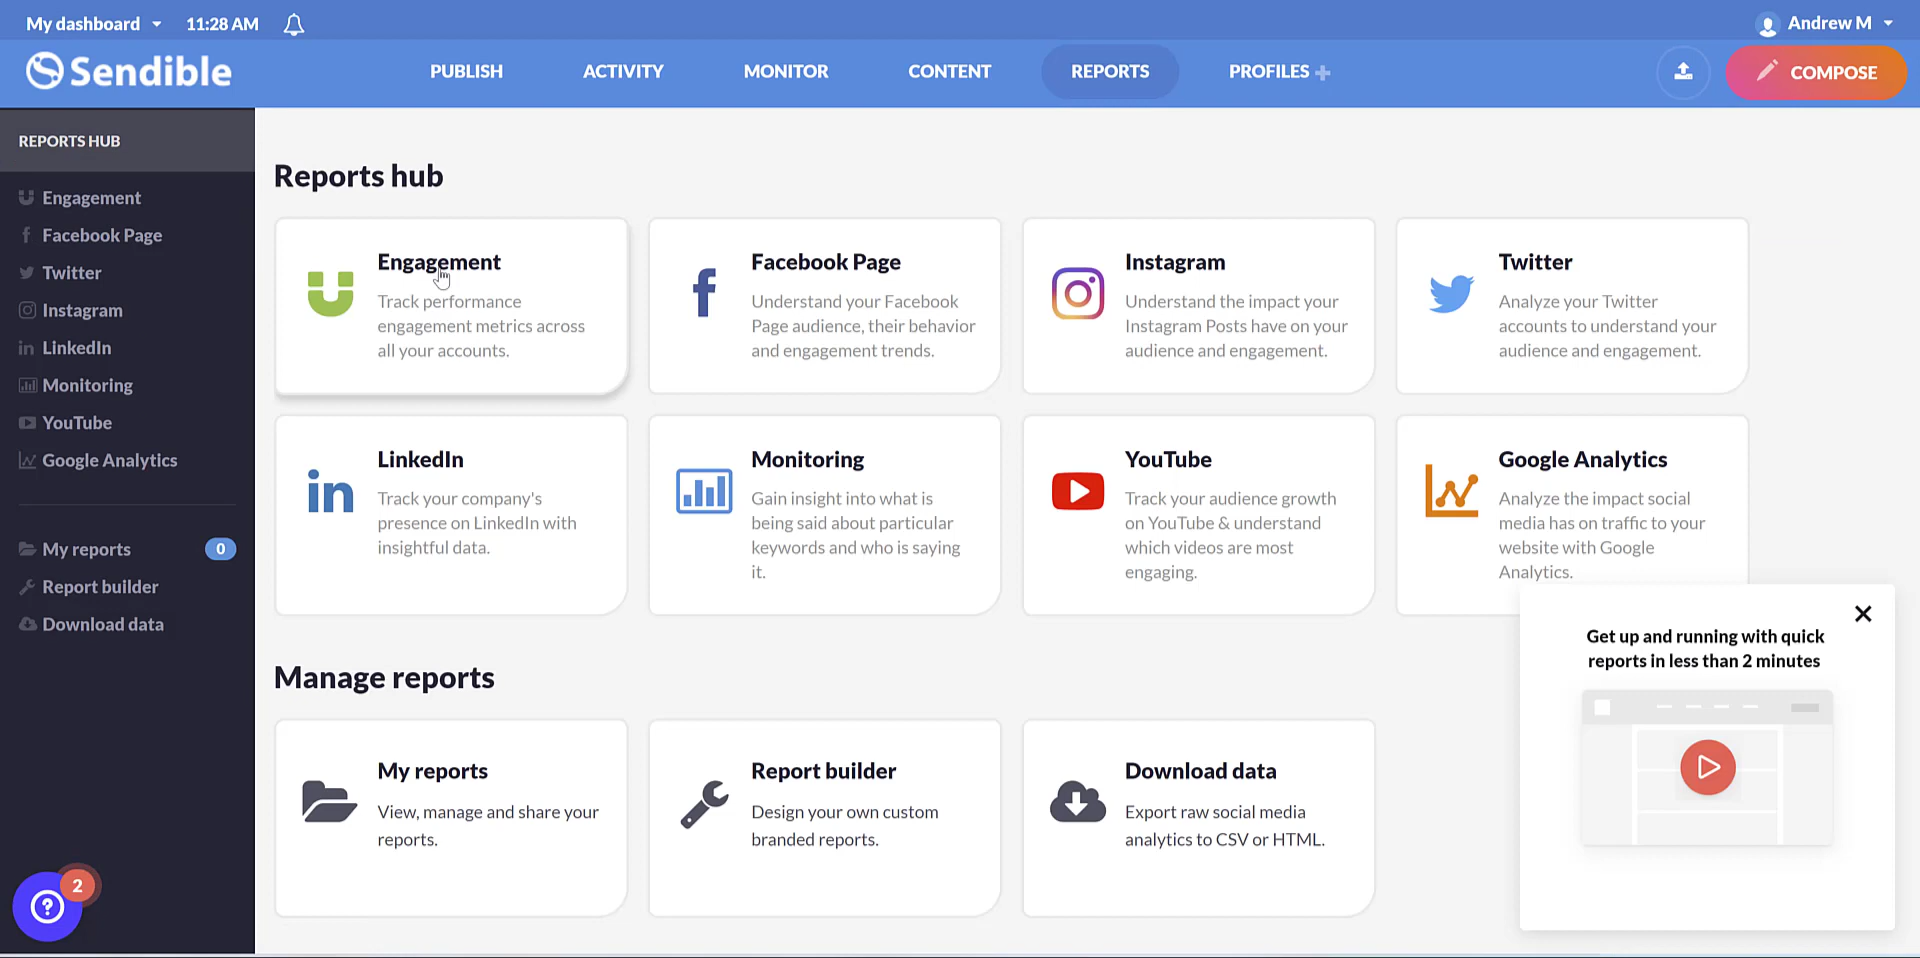 My dashboard 11:28 AM
Andrew M
Sendible PUBLISH ACTIVITY MONITOR CONTENT REPORTS PROFILES COMPOSE
REPORTS HUB
Engagement
Facebook Page
Twitter
Instagram
LinkedIn
Monitoring
YouTube
Google Analytics
My reports 0
Report builder
Download data
2
Reports hub
Engagement
Track performance
engagement metrics across
all your accounts.
Facebook Page
Understand your Facebook
Page audience, their behavior
and engagement trends.
Instagram
Understand the impact your
Instagram Posts have on your
audience and engagement.
Twitter
Analyze your Twitter
accounts to understand your
audience and engagement.
LinkedIn
Track your company's
presence on LinkedIn with
insightful data.
Monitoring
Gain insight into what is
being said about particular
keywords and who is saying
it.
YouTube
Track your audience growth
on YouTube & understand
which videos are most
engaging.
Google Analytics
Analyze the impact social
media has on traffic to your
website with Google
Analytics.
Manage reports
My reports
View, manage and share your
reports.
Report builder
Design your own custom
branded reports.
Download data
Export raw social media
analytics to CSV or HTML.
Get up and running with quick
reports in less than 2 minutes